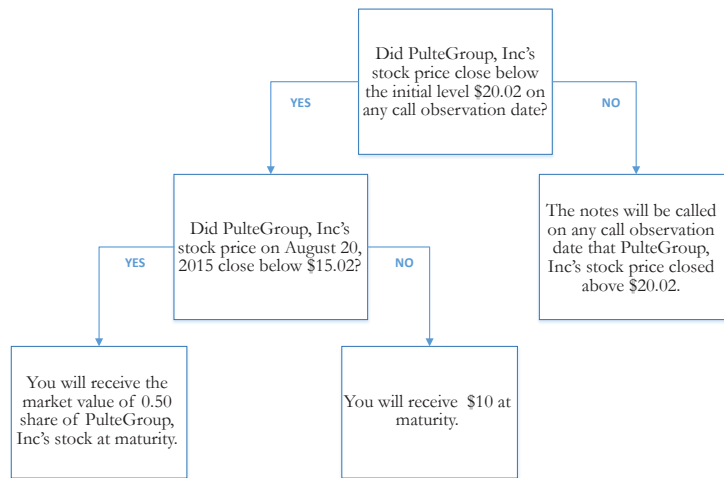 Did PulteGroup, Inc's
stock price close below
the initial level $20.02 on
any call observation date?
YES
NO
Did PulteGroup, Inc's
stock price on August 20,
2015 close below $15.02?
The notes will be called
on any call observation
date that PulteGroup,
Inc's stock price closed
above $20.02.
YES
NO
You will receive the
market value of 0.50
share of PulteGroup,
Inc's stock at maturity.
You will receive $10 at
maturity.